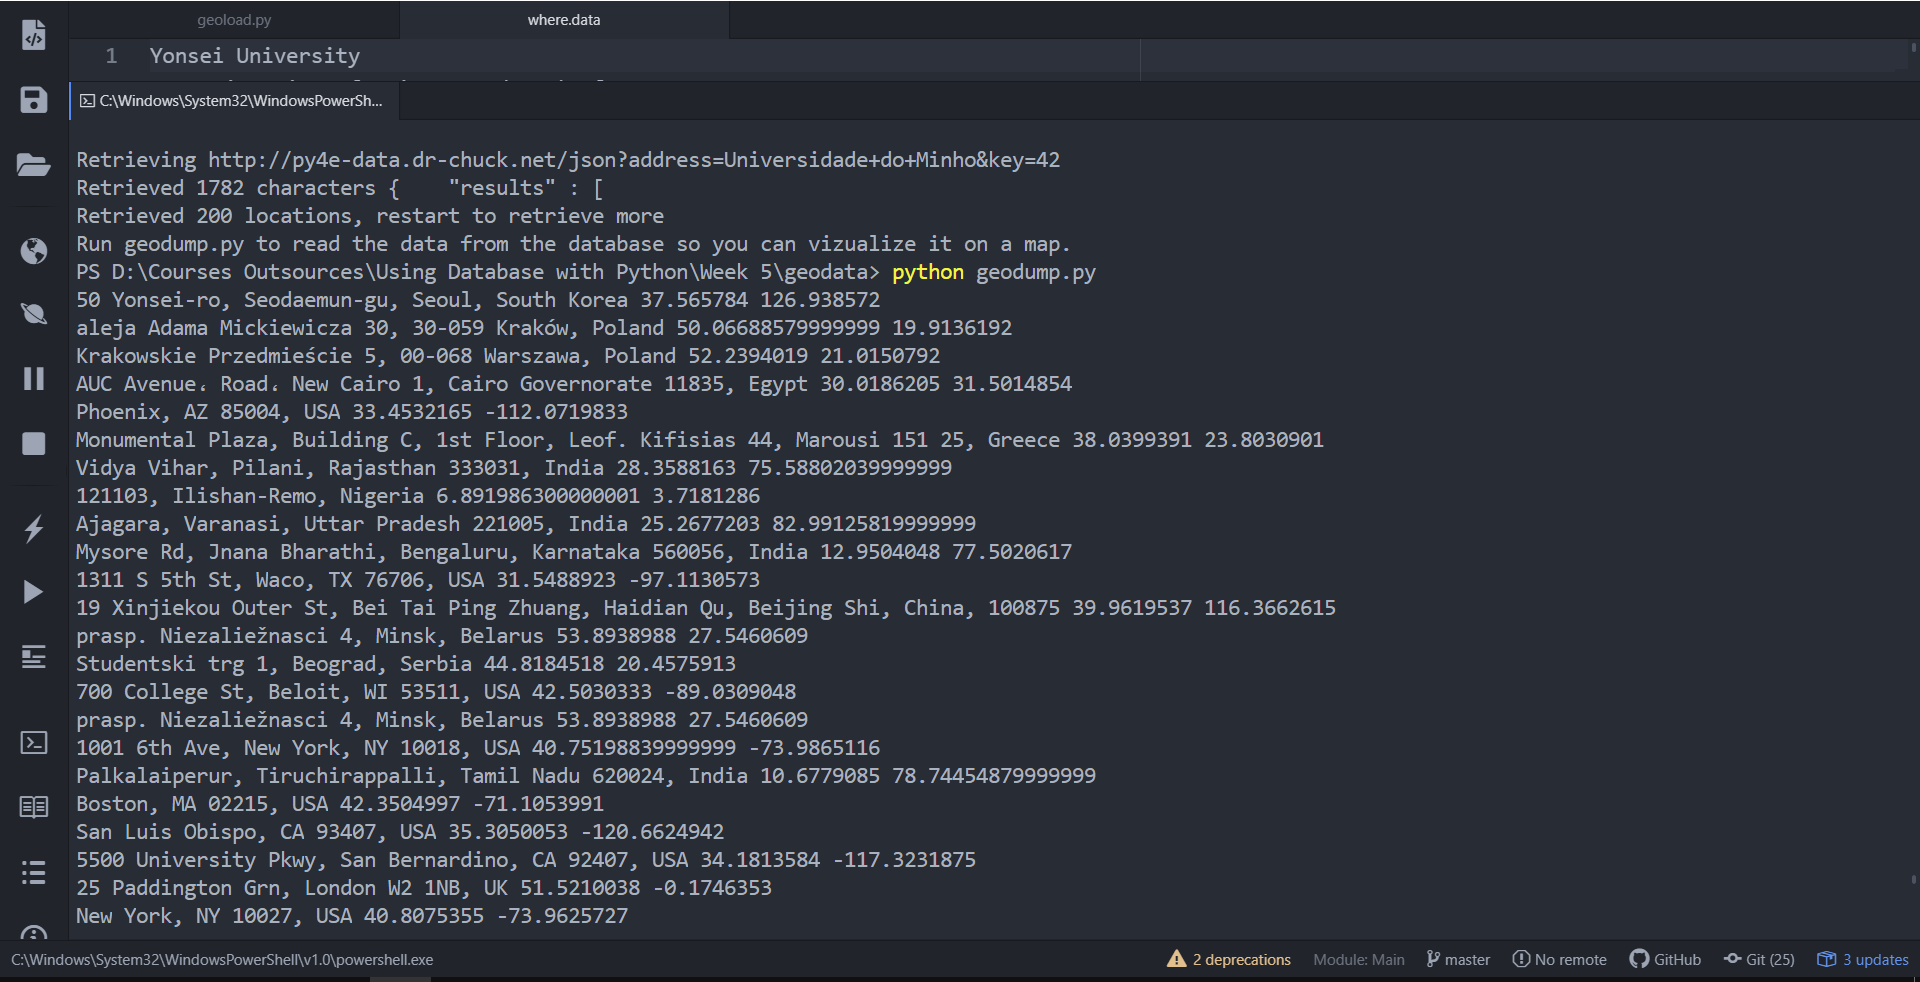 geoload.py
where.data
1 Yonsei University
C:\Windows\System32\WindowsPowerSh...
Retrieving http://py4e-data.dr-chuck.net/json?address=Universidade+do+Minho&key=42
Retrieved 1782 characters {    "results" : [
Retrieved 200 locations, restart to retrieve more
Run geodump.py to read the data from the database so you can vizualize it on a map.
PS D:\Courses Outsources\Using Database with Python\Week 5\geodata> python geodump.py
50 Yonsei-ro, Seodaemun-gu, Seoul, South Korea 37.565784 126.938572
aleja Adama Mickiewicza 30, 30-059 Kraków, Poland 50.06688579999999 19.9136192
Krakowskie Przedmieście 5, 00-068 Warszawa, Poland 52.2394019 21.0150792
AUC Avenue، Road، New Cairo 1, Cairo Governorate 11835, Egypt 30.0186205 31.5014854
Phoenix, AZ 85004, USA 33.4532165 -112.0719833
Monumental Plaza, Building C, 1st Floor, Leof. Kifisias 44, Marousi 151 25, Greece 38.0399391 23.8030901
Vidya Vihar, Pilani, Rajasthan 333031, India 28.3588163 75.58802039999999
121103, Ilishan-Remo, Nigeria 6.891986300000001 3.7181286
Ajagara, Varanasi, Uttar Pradesh 221005, India 25.2677203 82.99125819999999
Mysore Rd, Jnana Bharathi, Bengaluru, Karnataka 560056, India 12.9504048 77.5020617
1311 S 5th St, Waco, TX 76706, USA 31.5488923 -97.1130573
19 Xinjiekou Outer St, Bei Tai Ping Zhuang, Haidian Qu, Beijing Shi, China, 100875 39.9619537 116.3662615
prasp. Niezaliežnasci 4, Minsk, Belarus 53.8938988 27.5460609
Studentski trg 1, Beograd, Serbia 44.8184518 20.4575913
700 College St, Beloit, WI 53511, USA 42.5030333 -89.0309048
prasp. Niezaliežnasci 4, Minsk, Belarus 53.8938988 27.5460609
1001 6th Ave, New York, NY 10018, USA 40.75198839999999 -73.9865116
Palkalaiperur, Tiruchirappalli, Tamil Nadu 620024, India 10.6779085 78.74454879999999
Boston, MA 02215, USA 42.3504997 -71.1053991
San Luis Obispo, CA 93407, USA 35.3050053 -120.6624942
5500 University Pkwy, San Bernardino, CA 92407, USA 34.1813584 -117.3231875
25 Paddington Grn, London W2 1NB, UK 51.5210038 -0.1746353
New York, NY 10027, USA 40.8075355 -73.9625727
C:\Windows\System32\WindowsPowerShell\v1.0\powershell.exe
2 deprecations
Module: Main
master
No remote
GitHub
Git (25)
3 updates